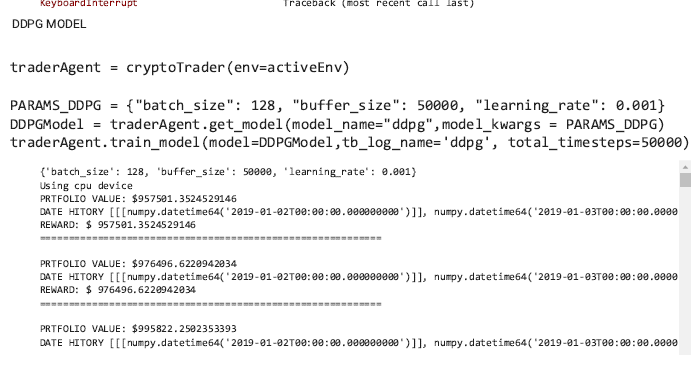 KeyboardInterrupt Traceback (most recent call last)
DDPG MODEL
traderAgent = cryptoTrader(env=activeEnv)
PARAMS_DDPG = {"batch_size": 128, "buffer_size": 50000, "learning_rate": 0.001}
DDPGModel = traderAgent.get_model(model_name="ddpg",model_kwargs = PARAMS_DDPG)
traderAgent.train_model(model=DDPGModel,tb_log_name='ddpg', total_timesteps=50000)
{'batch_size': 128, 'buffer_size': 50000, 'learning_rate': 0.001}
Using cpu device
PRTFOLIO VALUE: $957501.3524529146
DATE HITORY [[[numpy.datetime64('2019-01-02T00:00:00.000000000')]], numpy.datetime64('2019-01-03T00:00:00.0000
REWARD: $ 957501.3524529146
===========================================================
PRTFOLIO VALUE: $976496.6220942034
DATE HITORY [[[numpy.datetime64('2019-01-02T00:00:00.000000000')]], numpy.datetime64('2019-01-03T00:00:00.0000
REWARD: $ 976496.6220942034
===========================================================
PRTFOLIO VALUE: $995822.2502353393
DATE HITORY [[[numpy.datetime64('2019-01-02T00:00:00.000000000')]], numpy.datetime64('2019-01-03T00:00:00.0000